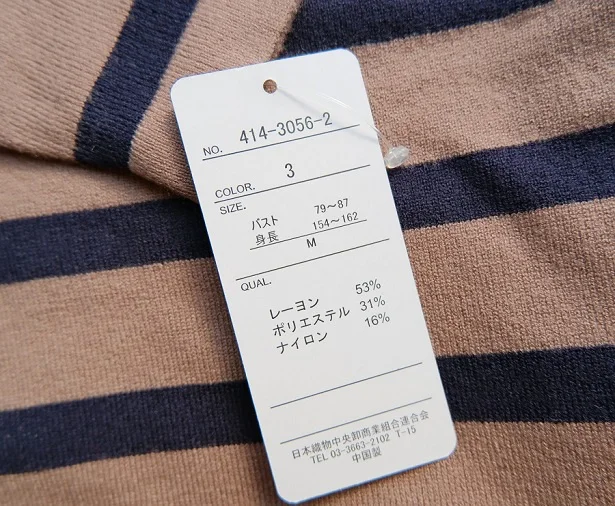 NO. 414-3056-2
COLOR. 3
SIZE.
バスト 79～87
身長 154～162
M
QUAL.
レーヨン 53%
ポリエステル 31%
ナイロン 16%
日本織物中央卸商業組合連合会
TEL 03-3663-2102 T-15
中国製